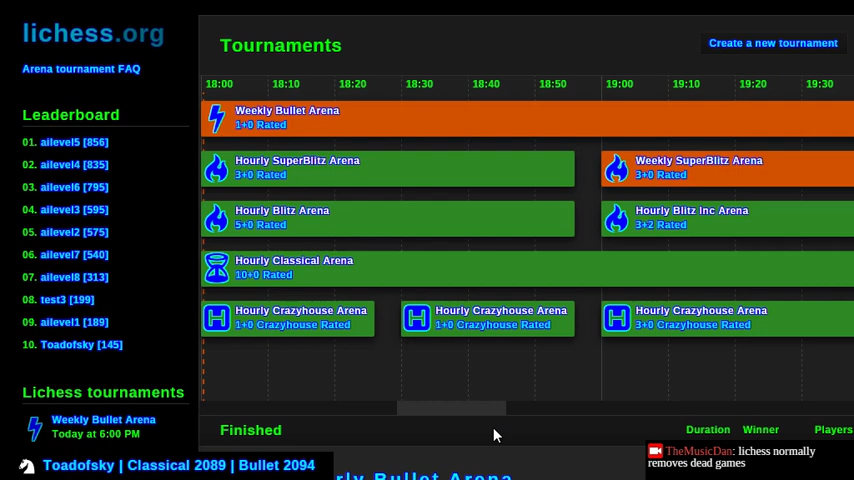 lichess.org
Arena tournament FAQ
Leaderboard
01. ailevel5 [856]
02. ailevel4 [835]
03. ailevel6 [795]
04. ailevel3 [595]
05. ailevel2 [575]
06. ailevel7 [540]
07. ailevel8 [313]
08. test3 [199]
09. ailevel1 [189]
10. Toadofsky [145]
Lichess tournaments
Weekly Bullet Arena
Today at 6:00 PM
Toadofsky | Classical 2089 | Bullet 2094
Tournaments
Create a new tournament
18:00 18:10 18:20 18:30 18:40 18:50 19:00 19:10 19:20 19:30
Weekly Bullet Arena
1+0 Rated
Hourly SuperBlitz Arena
3+0 Rated
Weekly SuperBlitz Arena
3+0 Rated
Hourly Blitz Arena
5+0 Rated
Hourly Blitz Inc Arena
3+2 Rated
Hourly Classical Arena
10+0 Rated
Hourly Crazyhouse Arena
1+0 Crazyhouse Rated
Hourly Crazyhouse Arena
1+0 Crazyhouse Rated
Hourly Crazyhouse Arena
3+0 Crazyhouse Rated
Finished Duration Winner Players
rly Bullet Arena
TheMusicDan: lichess normally
removes dead games